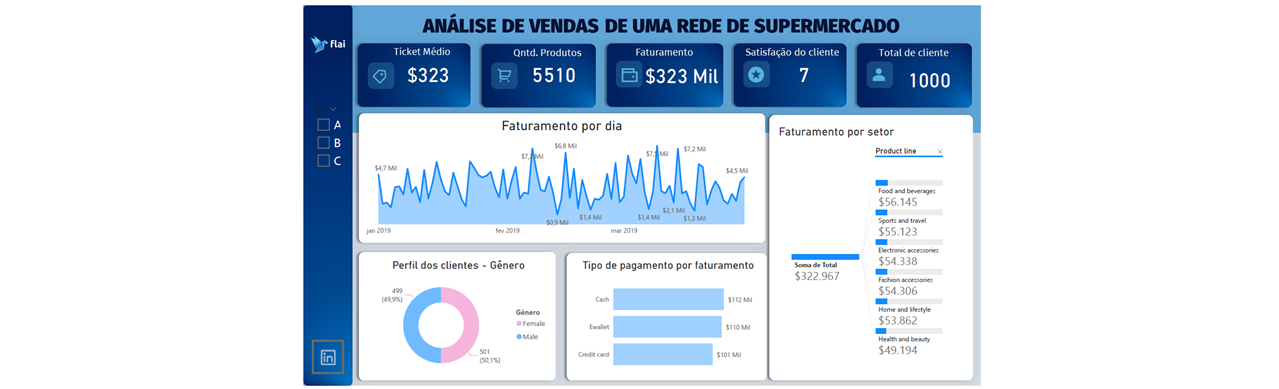 ANÁLISE DE VENDAS DE UMA REDE DE SUPERMERCADO
flai
Ticket Médio
$323
Qntd. Produtos
5510
Faturamento
$323 Mil
Satisfação do cliente
7
Total de cliente
1000
A
B
C
Faturamento por dia
$4,7 Mil
$6,8 Mil
$7,2 Mil
$4,5 Mil
$0,9 Mil
$1,4 Mil
$1,4 Mil
$2,1 Mil
$1,3 Mil
jan 2019
fev 2019
mar 2019
Faturamento por setor
Product line
Soma de Total
$322.967
Food and beverages
$56.145
Sports and travel
$55.123
Electronic accessories
$54.338
Fashion accessories
$54.306
Home and lifestyle
$53.862
Health and beauty
$49.194
Perfil dos clientes - Gênero
499
(49,9%)
501
(50,1%)
Gênero
Female
Male
Tipo de pagamento por faturamento
Cash
$112 Mil
Ewallet
$110 Mil
Credit card
$101 Mil
in